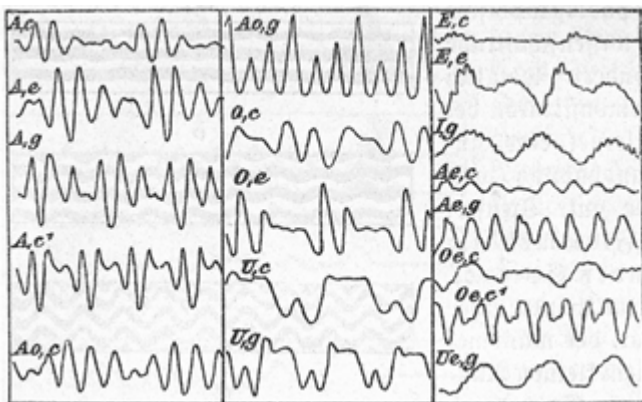 A,c
A,e
A,g
A,c'
Ao,c
Ao,g
O,c
O,e
U,c
U,g
E,c
E,e
I,g
Ae,c
Ae,g
Oe,c
Oe,c'
Ue,g